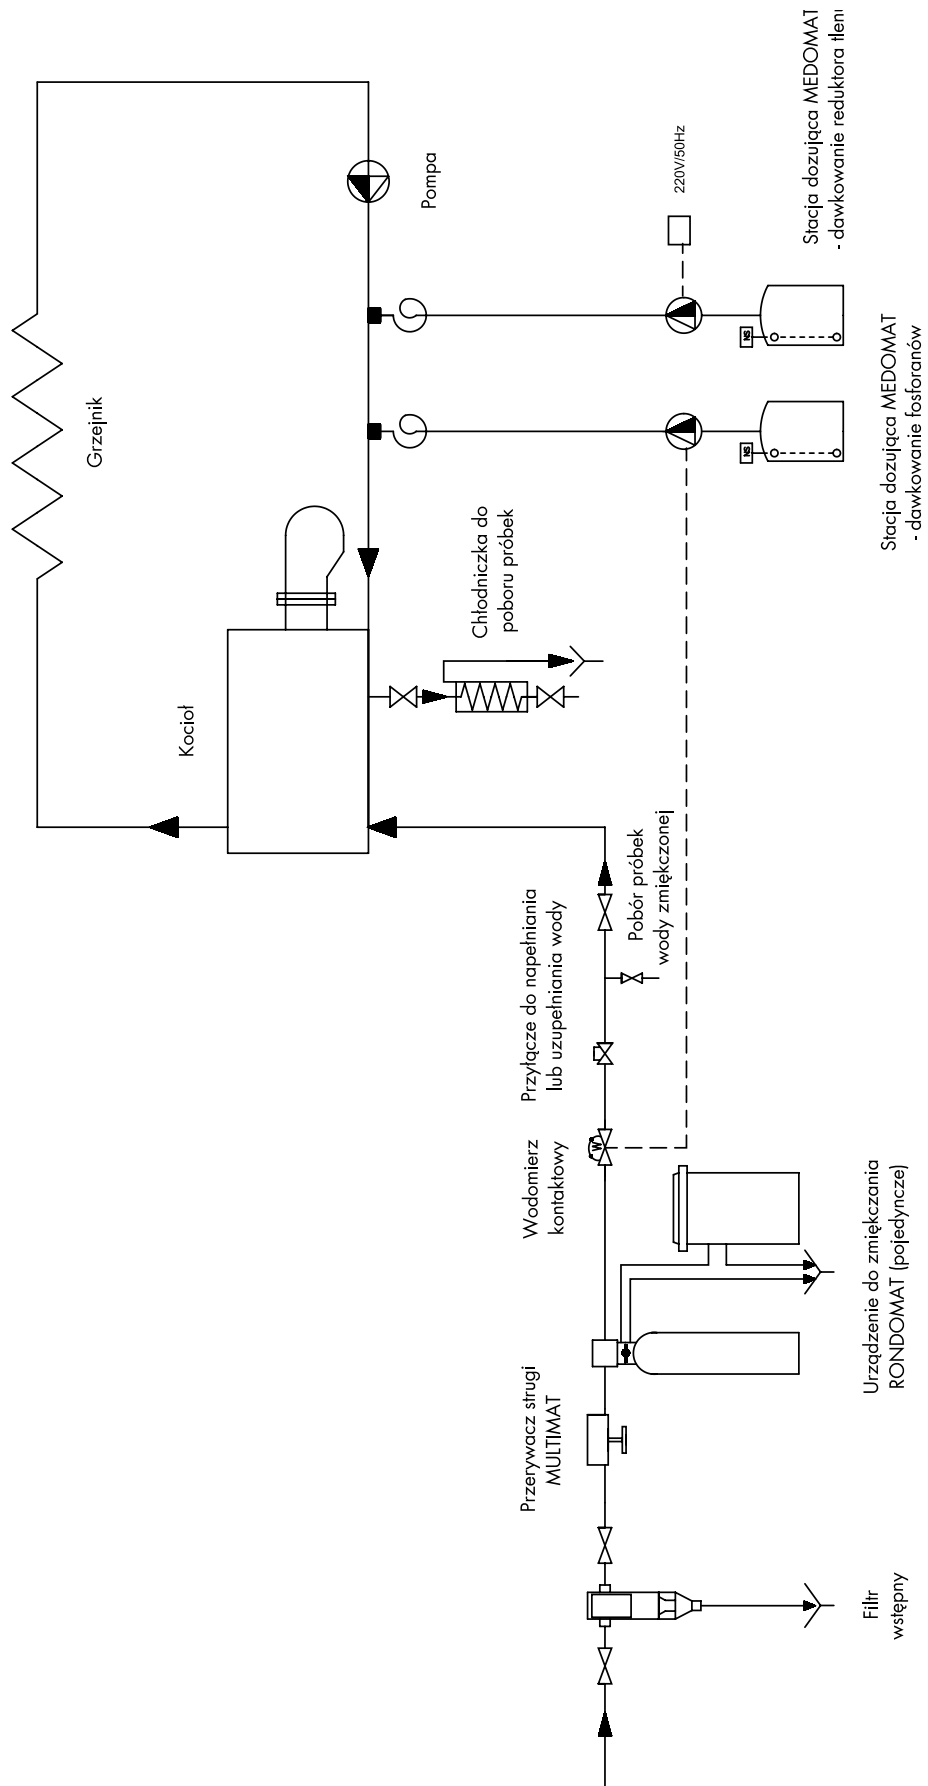 Grzejnik
Pompa
220V/50Hz
Stacja dozująca MEDOMAT
- dawkowanie reduktora tlenu
NS
Stacja dozująca MEDOMAT
- dawkowanie fosforanów
NS
Kocioł
Chłodniczka do
poboru próbek
Przyłącze do napełniania
lub uzupełniania wody
Pobór próbek
wody zmiękczonej
Wodomierz
kontaktowy
W
Urządzenie do zmiękczania
RONDOMAT (pojedyncze)
Przerywacz strugi
MULTIMAT
Filtr
wstępny